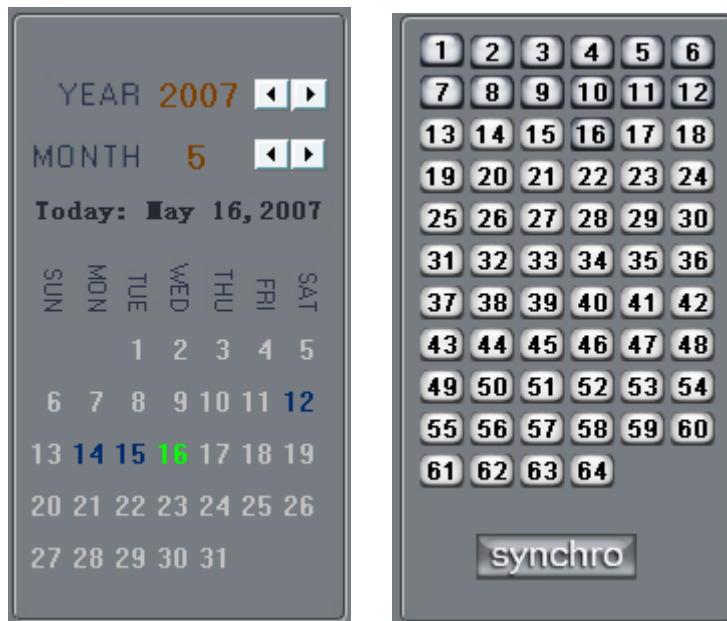 YEAR 2007
MONTH 5
Today: May 16, 2007
SUN MON TUE WED THU FRI SAT
1 2 3 4 5
6 7 8 9 10 11 12
13 14 15 16 17 18 19
20 21 22 23 24 25 26
27 28 29 30 31
1 2 3 4 5 6
7 8 9 10 11 12
13 14 15 16 17 18
19 20 21 22 23 24
25 26 27 28 29 30
31 32 33 34 35 36
37 38 39 40 41 42
43 44 45 46 47 48
49 50 51 52 53 54
55 56 57 58 59 60
61 62 63 64
synchro